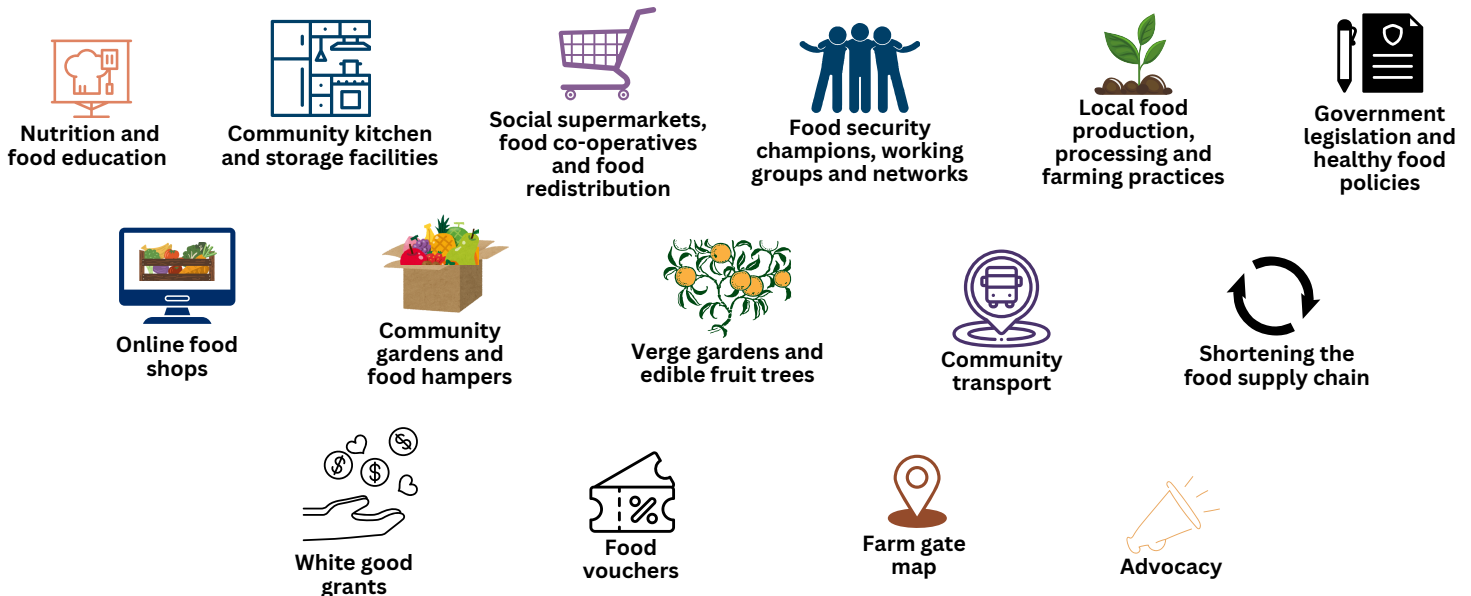 Nutrition and
food education
Community kitchen
and storage facilities
Social supermarkets,
food co-operatives
and food
redistribution
Food security
champions, working
groups and networks
Local food
production,
processing and
farming practices
Government
legislation and
healthy food
policies
Online food
shops
Community
gardens and
food hampers
Verge gardens and
edible fruit trees
Community
transport
Shortening the
food supply chain
$
$
$
White good
grants
%
Food
vouchers
Farm gate
map
Advocacy